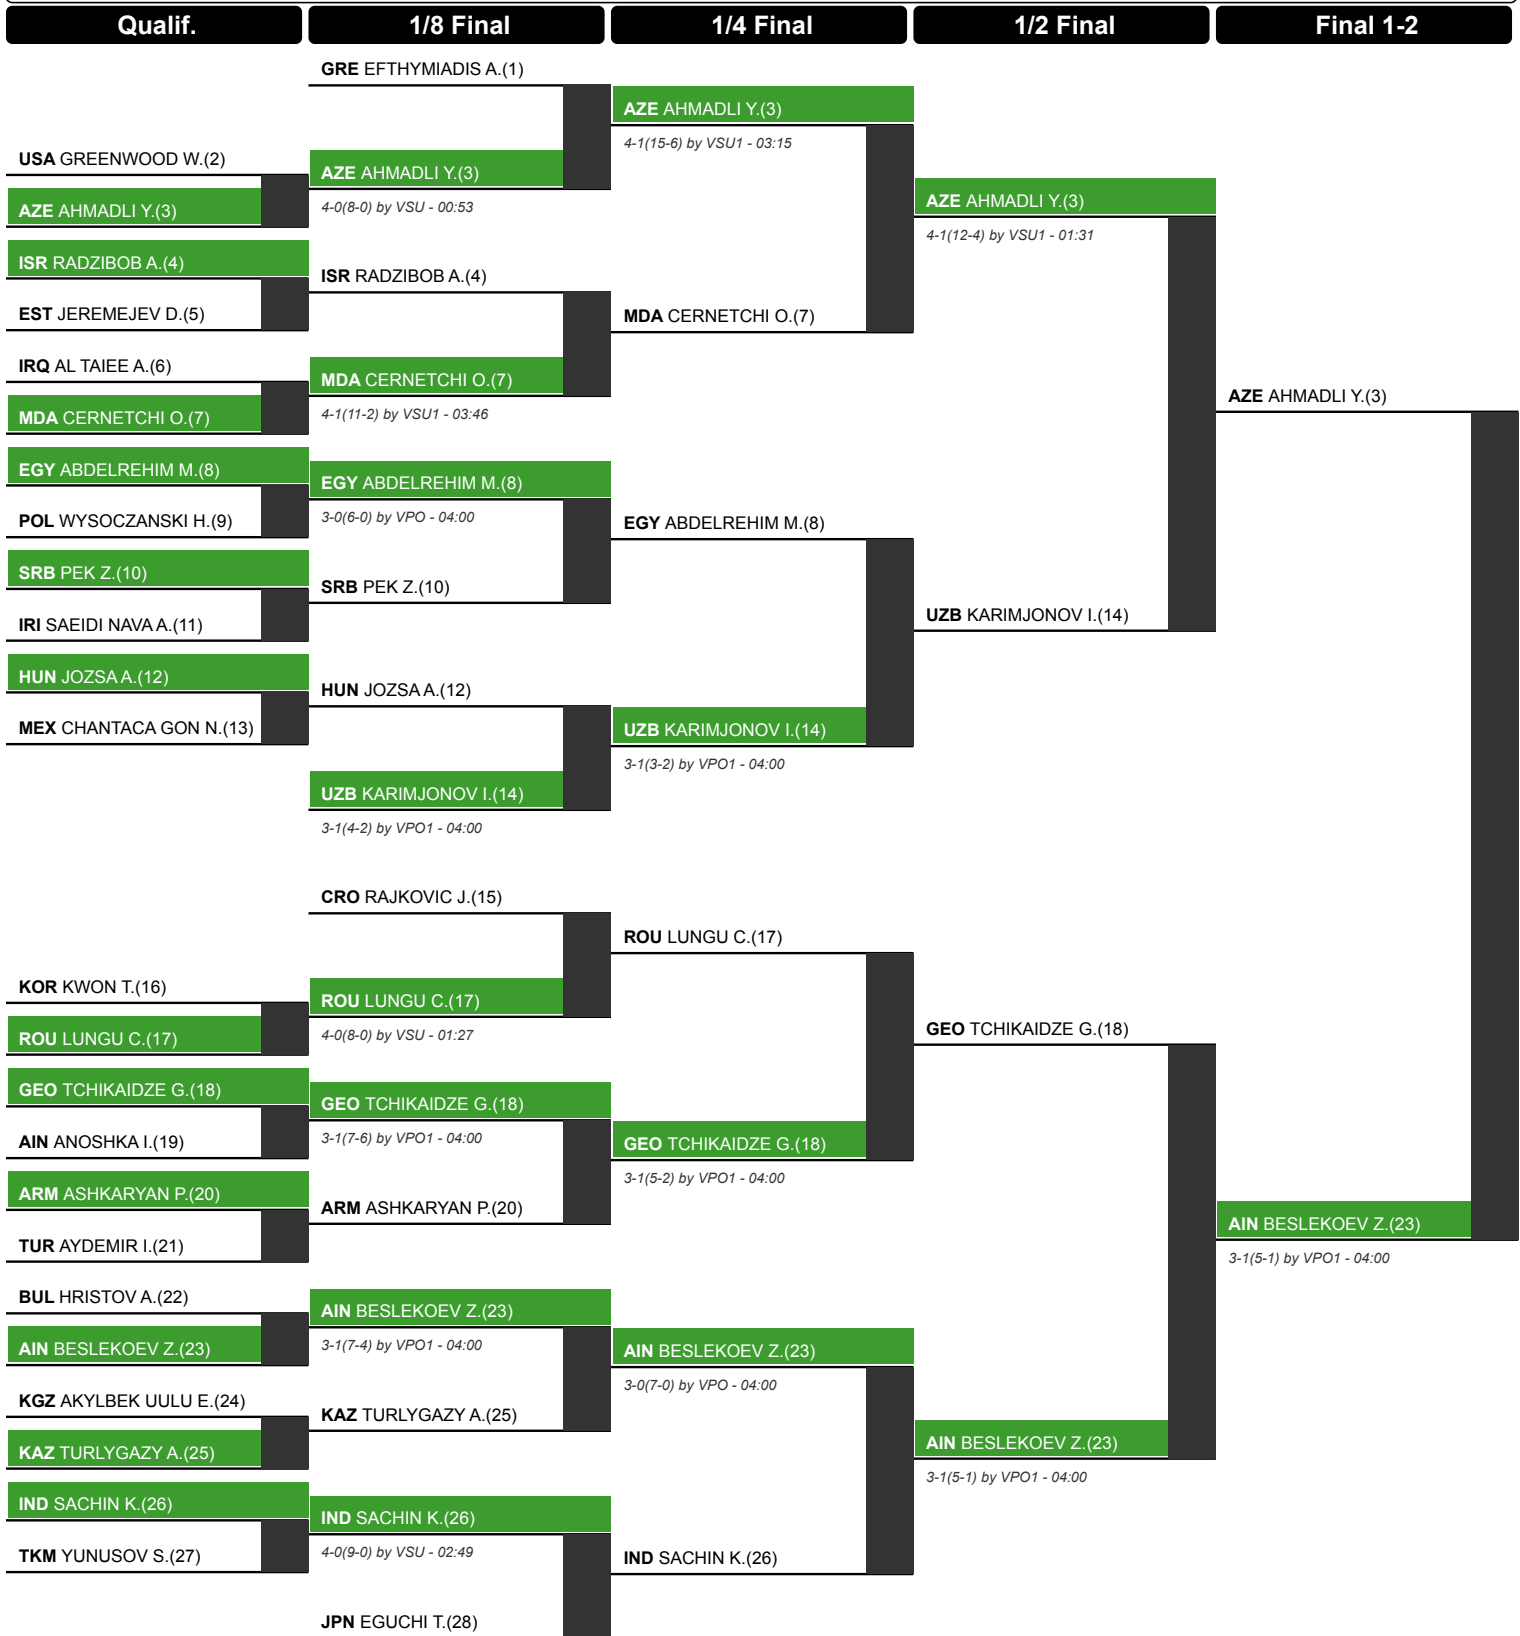 Qualif.
1/8 Final
1/4 Final
1/2 Final
Final 1-2
USA GREENWOOD W.(2)
AZE AHMADLI Y.(3)
ISR RADZIBOB A.(4)
EST JEREMEJEV D.(5)
IRQ AL TAIEE A.(6)
MDA CERNETCHI O.(7)
EGY ABDELREHIM M.(8)
POL WYSOCZANSKI H.(9)
SRB PEK Z.(10)
IRI SAEIDI NAVA A.(11)
HUN JOZSA A.(12)
MEX CHANTACA GON N.(13)
KOR KWON T.(16)
ROU LUNGU C.(17)
GEO TCHIKAIDZE G.(18)
AIN ANOSHKA I.(19)
ARM ASHKARYAN P.(20)
TUR AYDEMIR I.(21)
BUL HRISTOV A.(22)
AIN BESLEKOEV Z.(23)
KGZ AKYLBEK UULU E.(24)
KAZ TURLYGAZY A.(25)
IND SACHIN K.(26)
TKM YUNUSOV S.(27)
GRE EFTHYMIADIS A.(1)
AZE AHMADLI Y.(3)
4-0(8-0) by VSU - 00:53
ISR RADZIBOB A.(4)
MDA CERNETCHI O.(7)
4-1(11-2) by VSU1 - 03:46
EGY ABDELREHIM M.(8)
3-0(6-0) by VPO - 04:00
SRB PEK Z.(10)
HUN JOZSA A.(12)
UZB KARIMJONOV I.(14)
3-1(4-2) by VPO1 - 04:00
CRO RAJKOVIC J.(15)
ROU LUNGU C.(17)
4-0(8-0) by VSU - 01:27
GEO TCHIKAIDZE G.(18)
3-1(7-6) by VPO1 - 04:00
ARM ASHKARYAN P.(20)
AIN BESLEKOEV Z.(23)
3-1(7-4) by VPO1 - 04:00
KAZ TURLYGAZY A.(25)
IND SACHIN K.(26)
4-0(9-0) by VSU - 02:49
JPN EGUCHI T.(28)
AZE AHMADLI Y.(3)
4-1(15-6) by VSU1 - 03:15
MDA CERNETCHI O.(7)
EGY ABDELREHIM M.(8)
UZB KARIMJONOV I.(14)
3-1(3-2) by VPO1 - 04:00
ROU LUNGU C.(17)
GEO TCHIKAIDZE G.(18)
3-1(5-2) by VPO1 - 04:00
AIN BESLEKOEV Z.(23)
3-0(7-0) by VPO - 04:00
IND SACHIN K.(26)
AZE AHMADLI Y.(3)
4-1(12-4) by VSU1 - 01:31
UZB KARIMJONOV I.(14)
GEO TCHIKAIDZE G.(18)
AIN BESLEKOEV Z.(23)
3-1(5-1) by VPO1 - 04:00
AZE AHMADLI Y.(3)
AIN BESLEKOEV Z.(23)
3-1(5-1) by VPO1 - 04:00